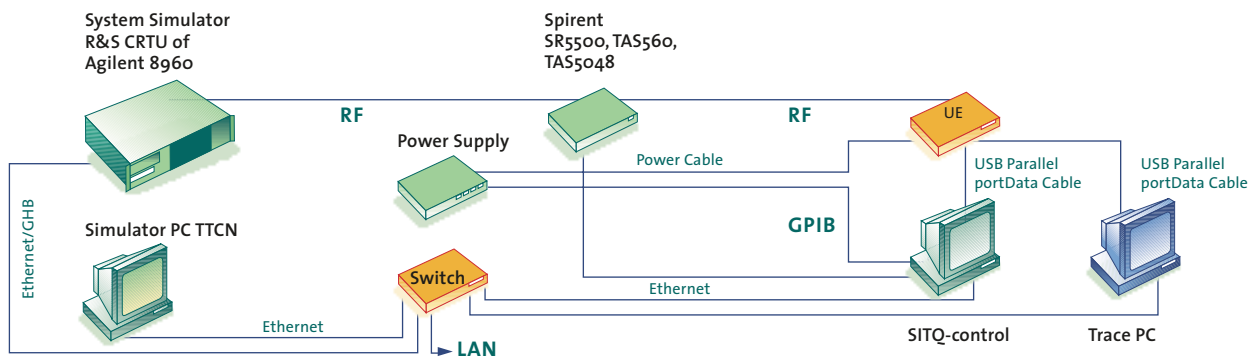 System Simulator
R&S CRTU of
Agilent 8960
Spirent
SR5500, TAS560,
TAS5048
RF
RF
UE
Power Supply
Power Cable
USB Parallel
portData Cable
USB Parallel
portData Cable
GPIB
Ethernet/GHB
Simulator PC TTCN
Switch
Ethernet
Ethernet
LAN
SITQ-control
Trace PC